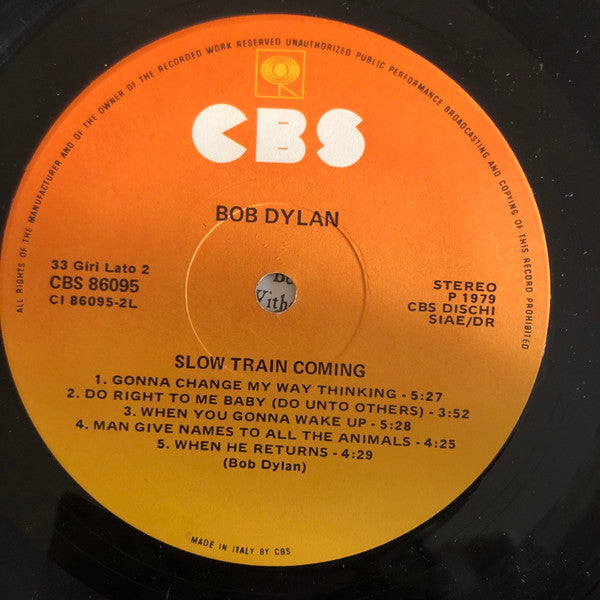 ALL RIGHTS OF THE MANUFACTURER AND OF THE OWNER OF THE RECORDED WORK RESERVED UNAUTHORIZED PUBLIC PERFORMANCE BROADCASTING AND COPYING OF THIS RECORD PROHIBITED
CBS
BOB DYLAN
33 Giri Lato 2
CBS 86095
CI 86095-2L
STEREO
P 1979
CBS DISCHI
SIAE/DR
SLOW TRAIN COMING
1. GONNA CHANGE MY WAY THINKING - 5:27
2. DO RIGHT TO ME BABY (DO UNTO OTHERS) - 3:52
3. WHEN YOU GONNA WAKE UP - 5:28
4. MAN GIVE NAMES TO ALL THE ANIMALS - 4:25
5. WHEN HE RETURNS - 4:29
(Bob Dylan)
MADE IN ITALY BY CBS